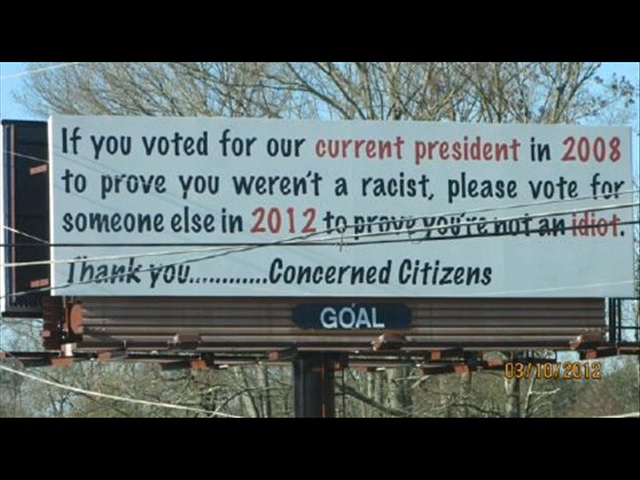 If you voted for our current president in 2008
to prove you weren't a racist, please vote for
someone else in 2012 to prove you're not an idiot.
Thank you............Concerned Citizens
GOAL
03/10/2012